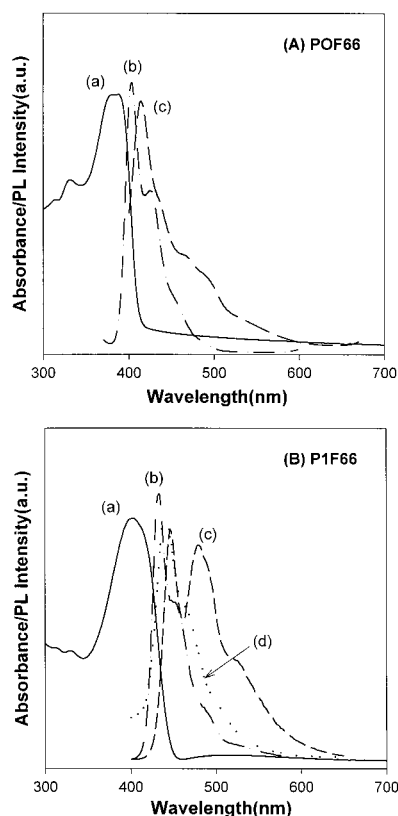 (A) POF66
(b)
(a)
(c)
Absorbance/PL Intensity(a.u.)
300 400 500 600 700
Wavelength(nm)
(B) P1F66
(b)
(a)
(c)
(d)
Absorbance/PL Intensity(a.u.)
300 400 500 600 700
Wavelength(nm)